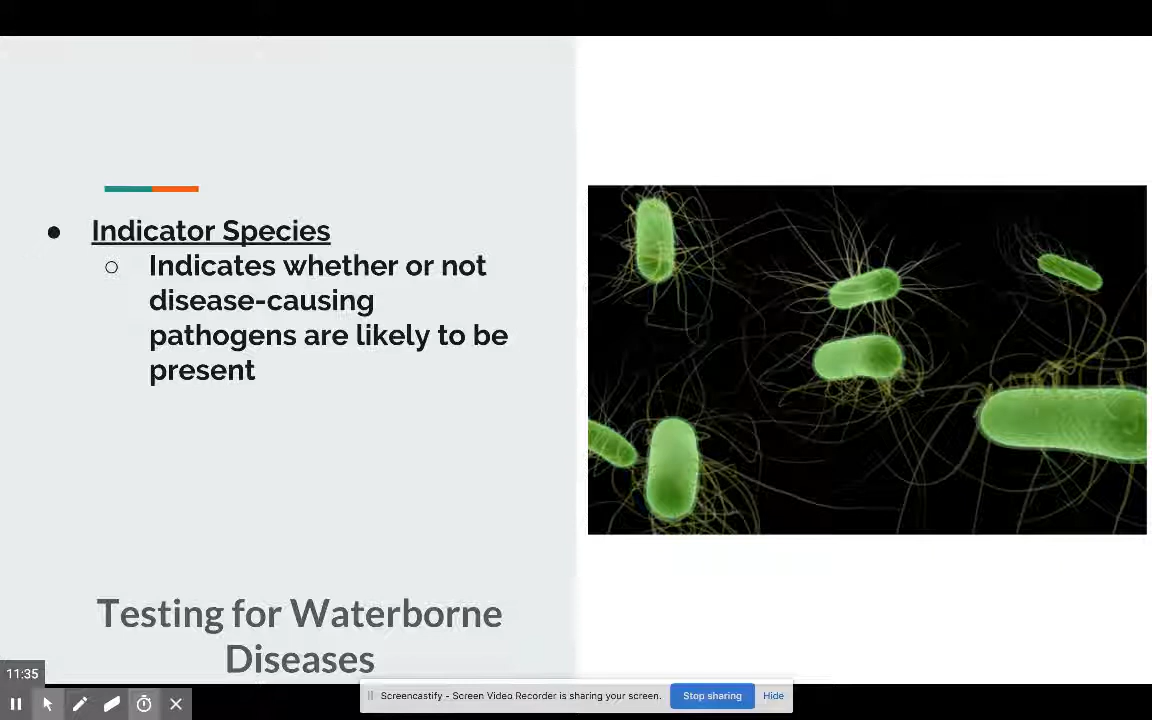 Indicator Species
Indicates whether or not
disease-causing
pathogens are likely to be
present
Testing for Waterborne
Diseases
11:35
Screencastify - Screen Video Recorder is sharing your screen. Stop sharing Hide